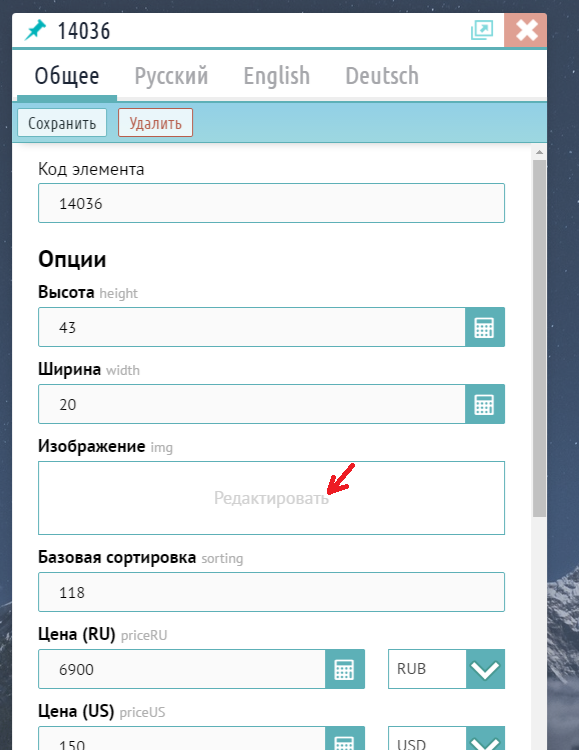 14036
Общее Русский English Deutsch
Сохранить Удалить
Код элемента
14036
Опции
Высота height
43
Ширина width
20
Изображение img
Редактировать
Базовая сортировка sorting
118
Цена (RU) priceRU
6900 RUB
Цена (US) priceUS
150 USD